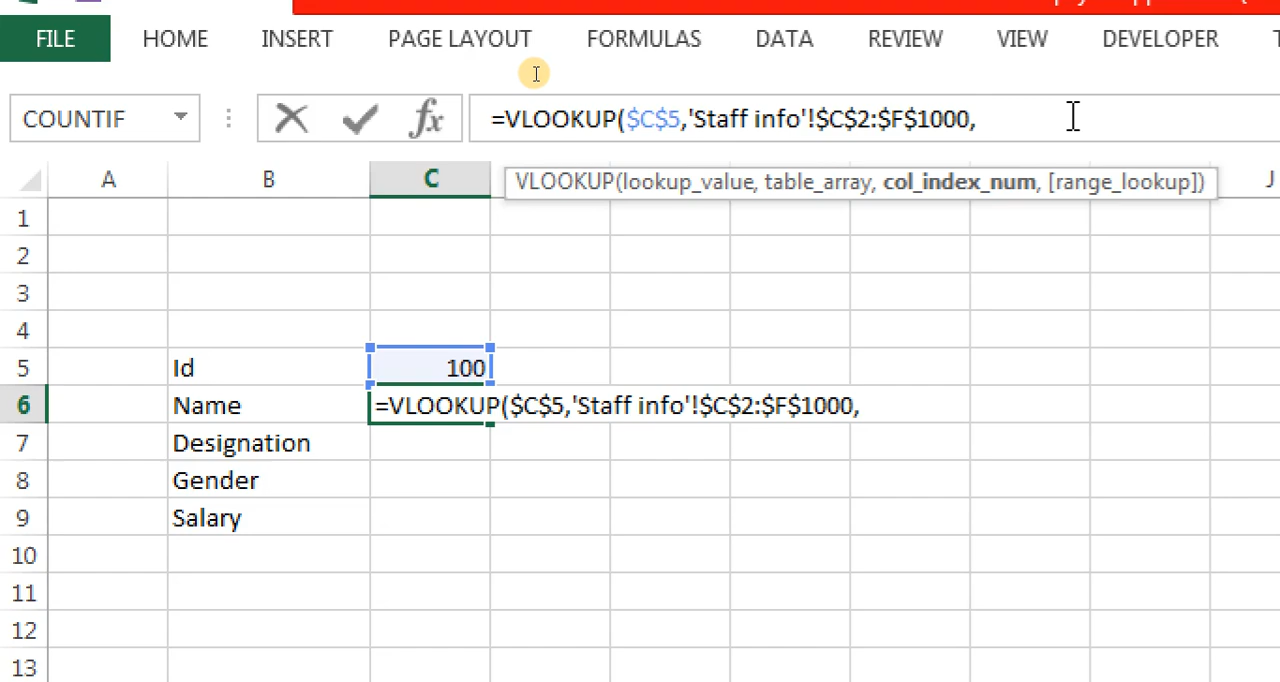 FILE HOME INSERT PAGE LAYOUT FORMULAS DATA REVIEW VIEW DEVELOPER
COUNTIF fx =VLOOKUP($C$5,'Staff info'!$C$2:$F$1000,
A B C J
VLOOKUP(lookup_value, table_array, col_index_num, [range_lookup])
1
2
3
4
5 Id 100
6 Name =VLOOKUP($C$5,'Staff info'!$C$2:$F$1000,
7 Designation
8 Gender
9 Salary
10
11
12
13